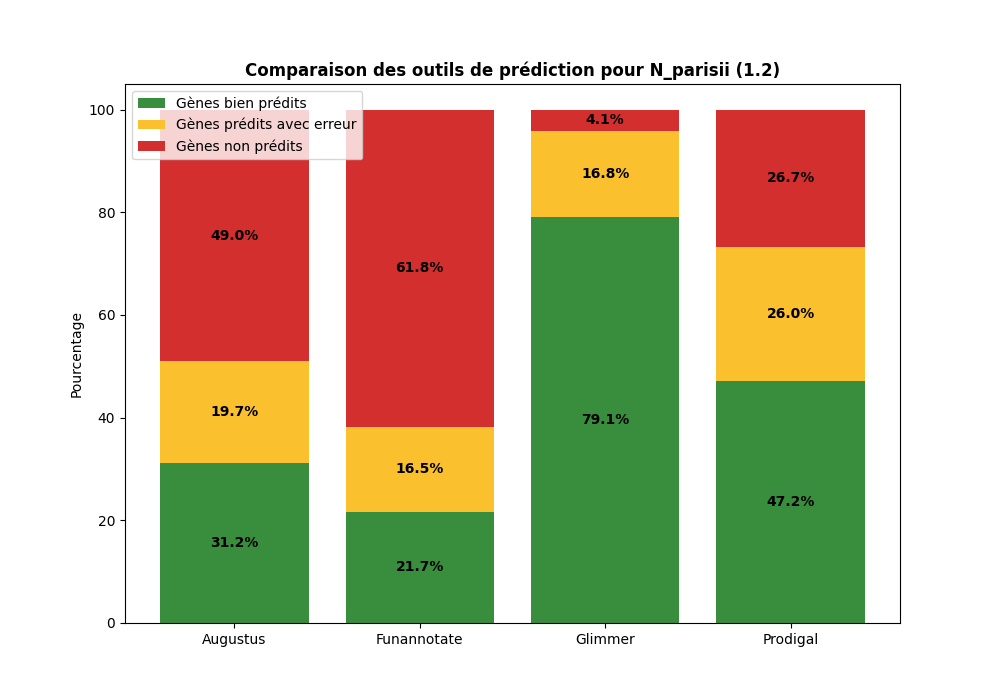 Comparaison des outils de prédiction pour N_parisii (1.2)
Gènes bien prédits
Gènes prédits avec erreur
Gènes non prédits
Pourcentage
100
80
60
40
20
0
49.0%
19.7%
31.2%
61.8%
16.5%
21.7%
4.1%
16.8%
79.1%
26.7%
26.0%
47.2%
Augustus
Funannotate
Glimmer
Prodigal